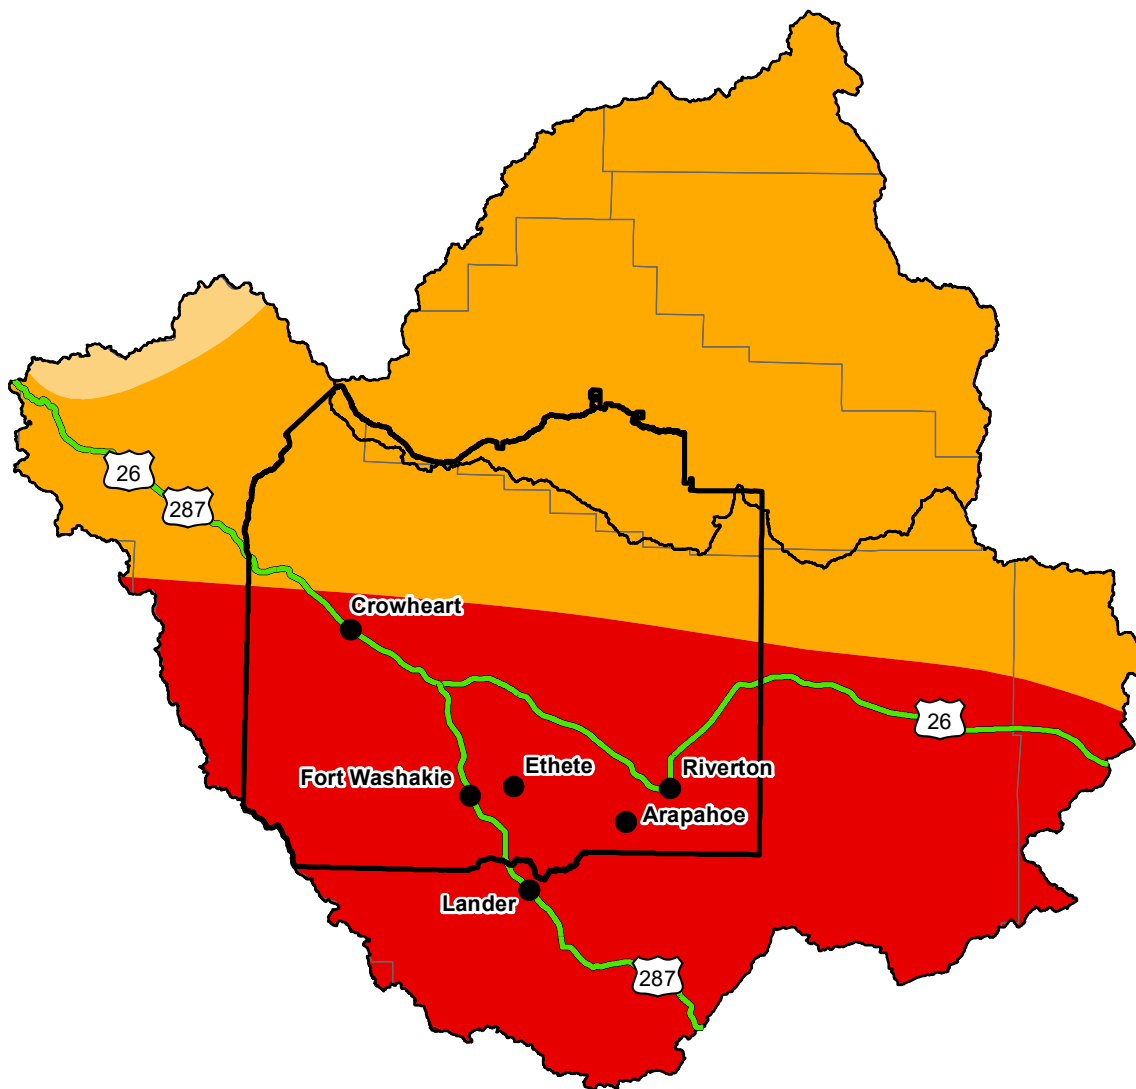 26
287
Crowheart
26
Ethete
Riverton
Fort Washakie
Arapahoe
Lander
287